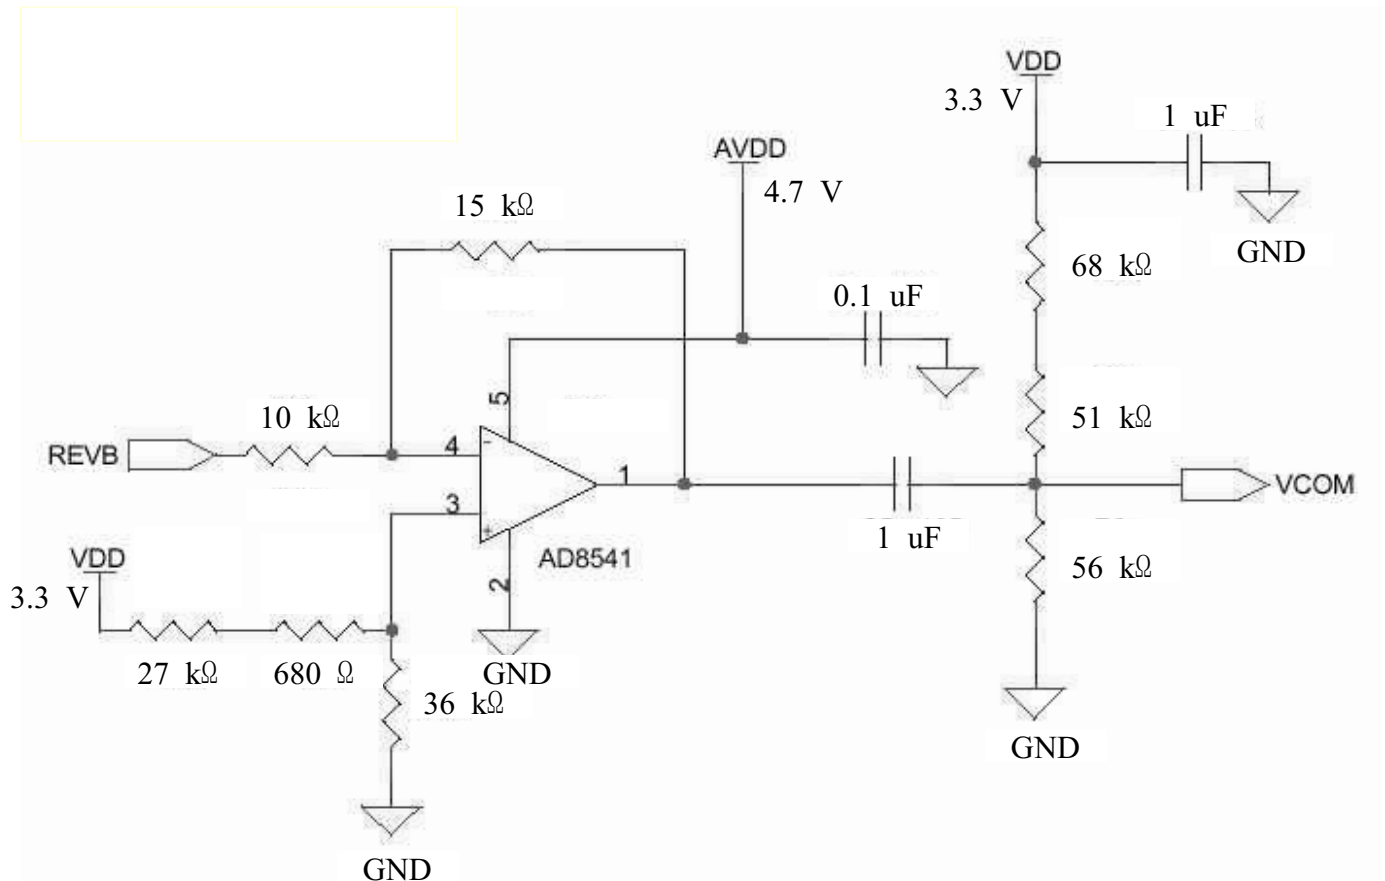 VDD
3.3 V
1 uF
AVDD
4.7 V
15 kΩ
GND
68 kΩ
0.1 uF
5
10 kΩ
51 kΩ
REVB
4
-
1
VCOM
3
+
1 uF
AD8541
56 kΩ
VDD
2
3.3 V
27 kΩ
680 Ω
GND
36 kΩ
GND
GND